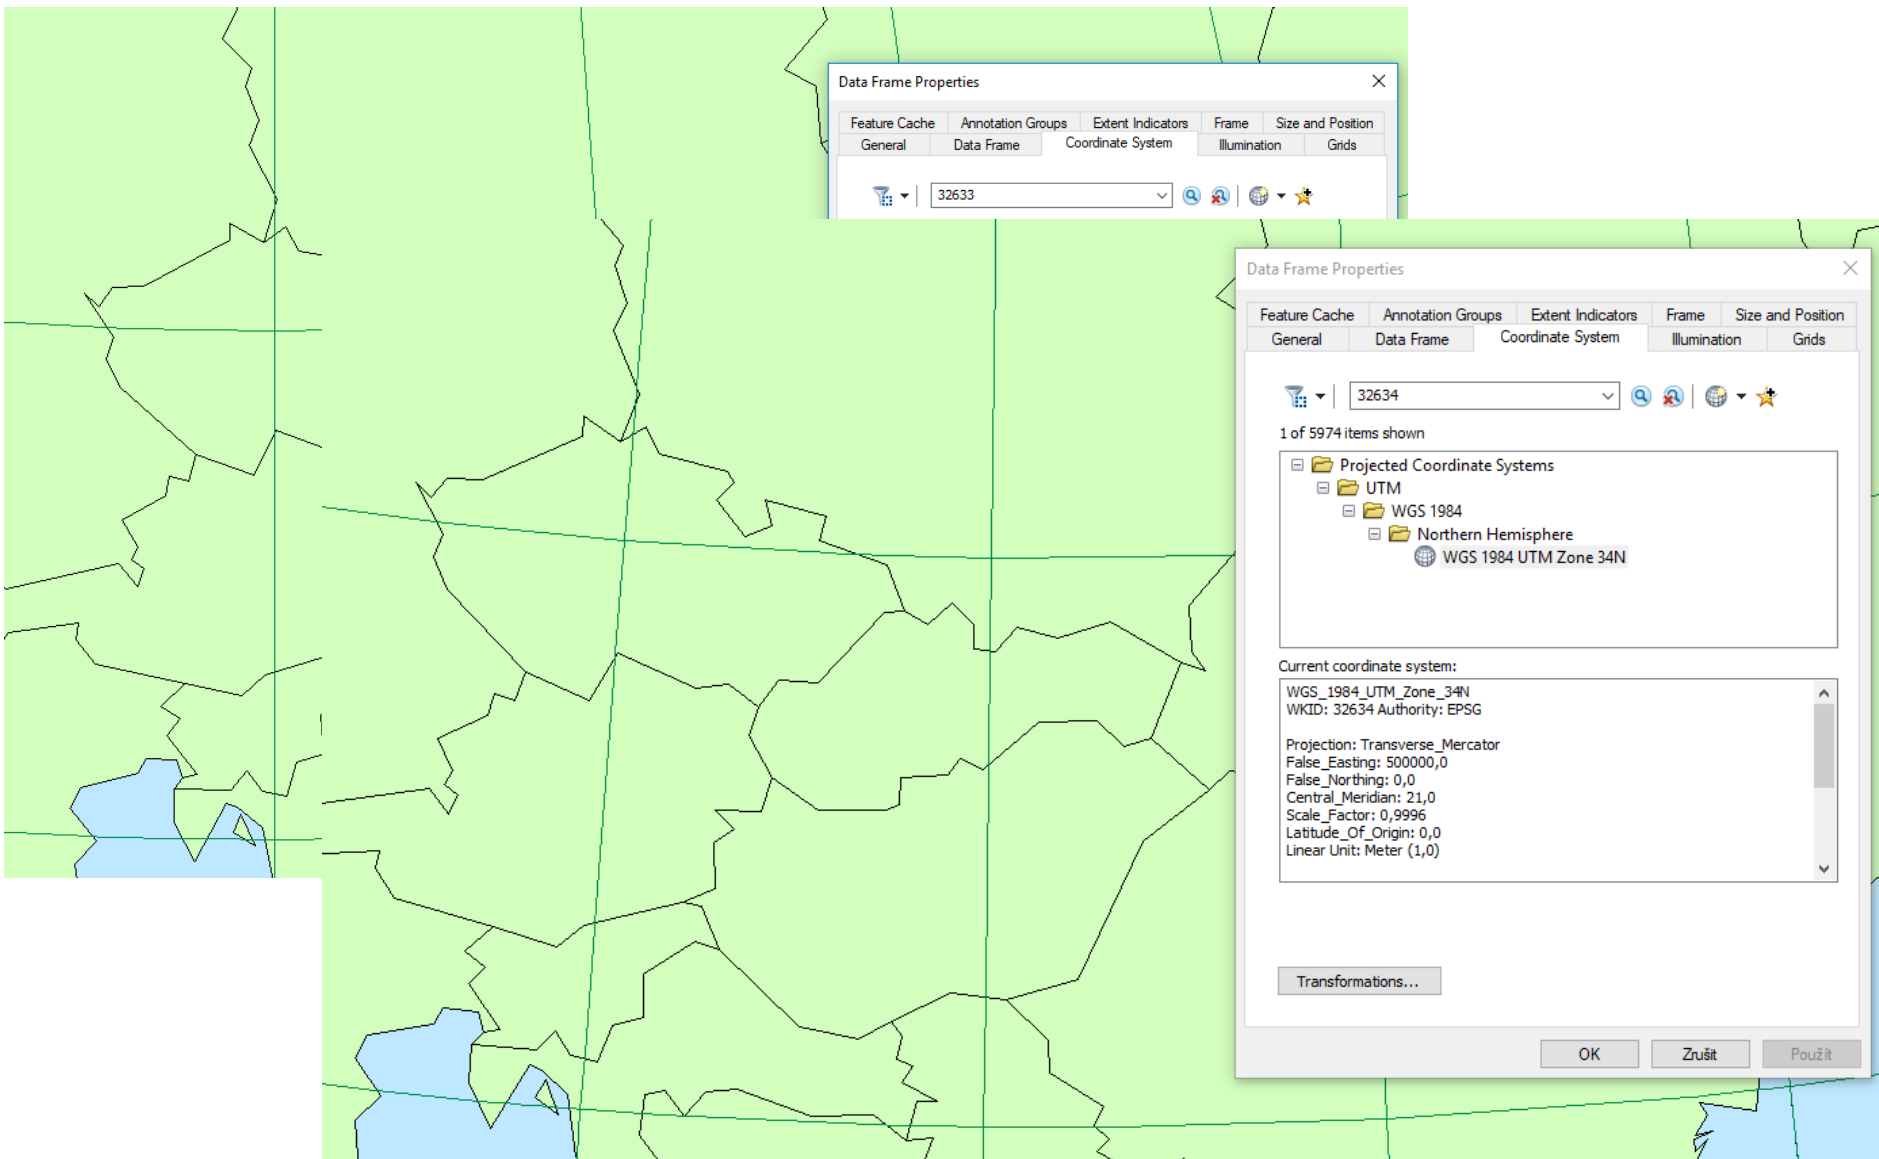 Data Frame Properties
Feature Cache Annotation Groups Extent Indicators Frame Size and Position
General Data Frame Coordinate System Illumination Grids
32633
Data Frame Properties
Feature Cache Annotation Groups Extent Indicators Frame Size and Position
General Data Frame Coordinate System Illumination Grids
32634
1 of 5974 items shown
Projected Coordinate Systems
UTM
WGS 1984
Northern Hemisphere
WGS 1984 UTM Zone 34N
Current coordinate system:
WGS_1984_UTM_Zone_34N
WKID: 32634 Authority: EPSG
Projection: Transverse_Mercator
False_Easting: 500000,0
False_Northing: 0,0
Central_Meridian: 21,0
Scale_Factor: 0,9996
Latitude_Of_Origin: 0,0
Linear Unit: Meter (1,0)
Transformations...
OK Zrušit Použít